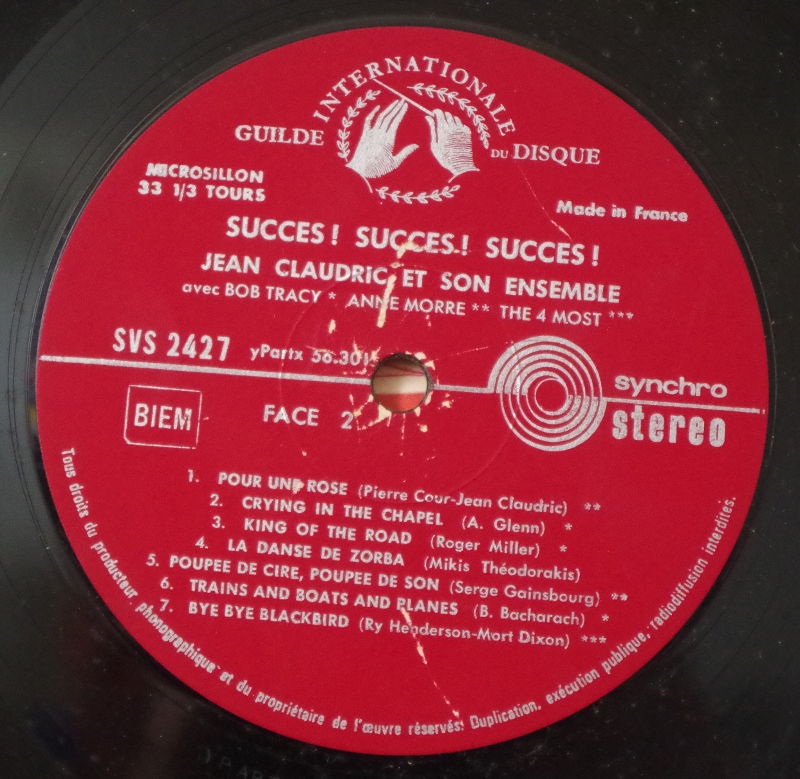 GUILDE INTERNATIONALE DU DISQUE
MICROSILLON
33 1/3 TOURS
Made in France
SUCCES! SUCCES! SUCCES!
JEAN CLAUDRIC ET SON ENSEMBLE
avec BOB TRACY * ANNE MORRE ** THE 4 MOST ***
SVS 2427 yPartx 56.301
synchro
stereo
BIEM
FACE 2
1. POUR UNE ROSE (Pierre Cour-Jean Claudric) **
2. CRYING IN THE CHAPEL (A. Glenn) *
3. KING OF THE ROAD (Roger Miller) *
4. LA DANSE DE ZORBA (Mikis Théodorakis)
5. POUPEE DE CIRE, POUPEE DE SON (Serge Gainsbourg) **
6. TRAINS AND BOATS AND PLANES (B. Bacharach) *
7. BYE BYE BLACKBIRD (Ry Henderson-Mort Dixon) ***
Tous droits du producteur phonographique et du propriétaire de l'œuvre réservés. Duplication, exécution publique, radiodiffusion interdites.